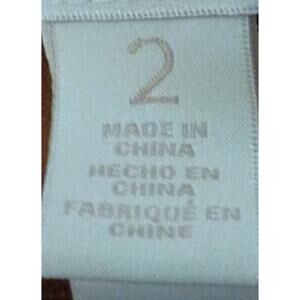 2
MADE IN
CHINA
HECHO EN
CHINA
FABRIQUÉ EN
CHINE